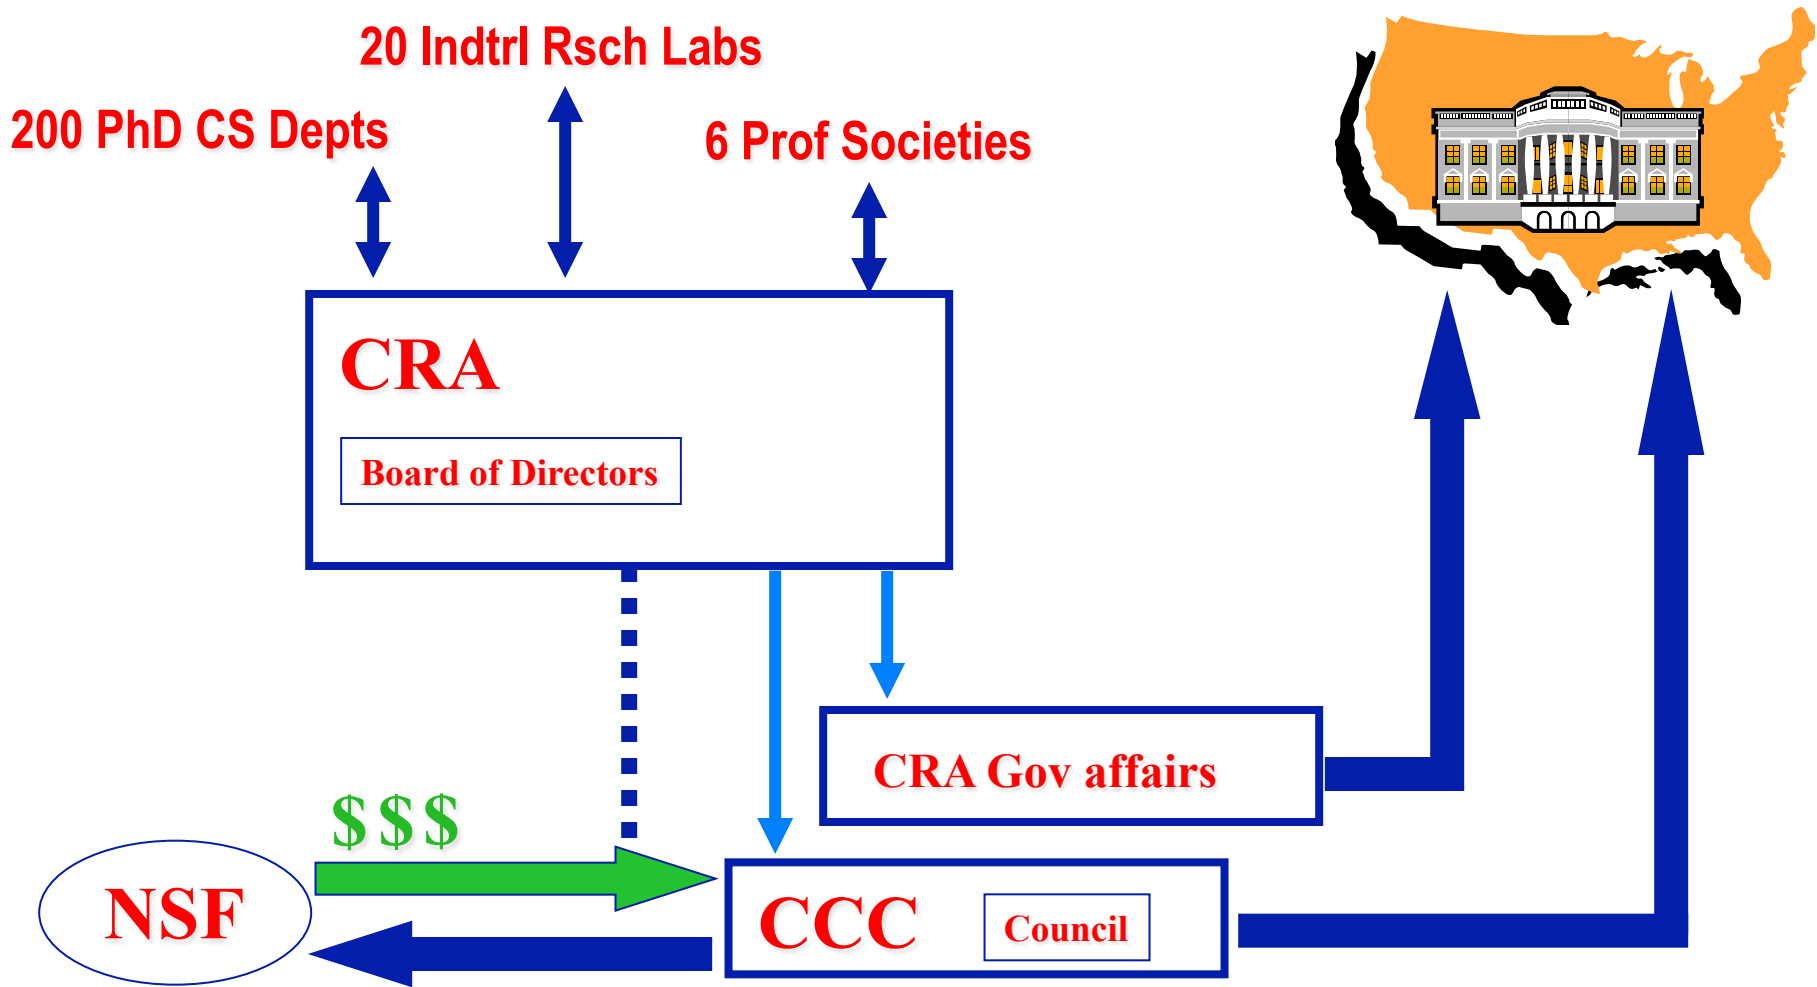 20 Indtrl Rsch Labs
200 PhD CS Depts
6 Prof Societies
CRA
Board of Directors
CRA Gov affairs
$$$
NSF
CCC
Council